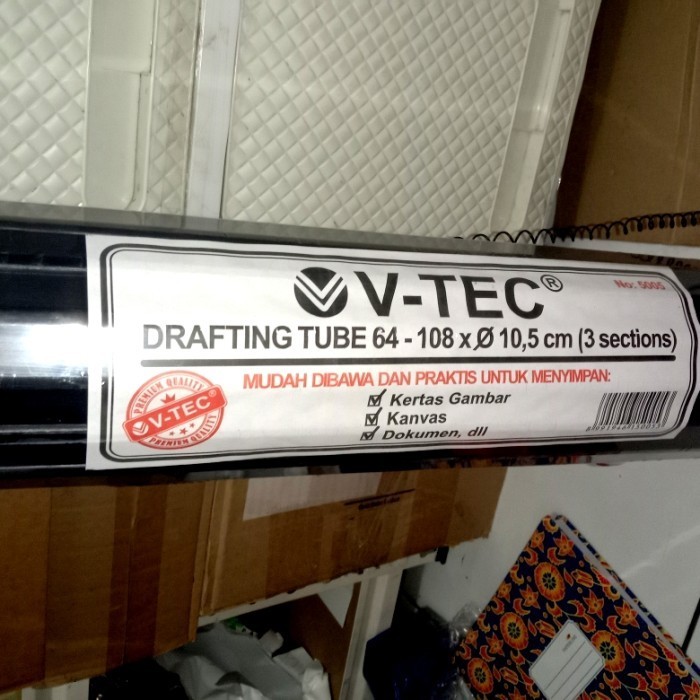 V-TEC®
No: 5005
DRAFTING TUBE 64 - 108 x Ø 10,5 cm (3 sections)
MUDAH DIBAWA DAN PRAKTIS UNTUK MENYIMPAN:
Kertas Gambar
Kanvas
Dokumen, dll
PREMIUM QUALITY
V-TEC®
PREMIUM QUALITY